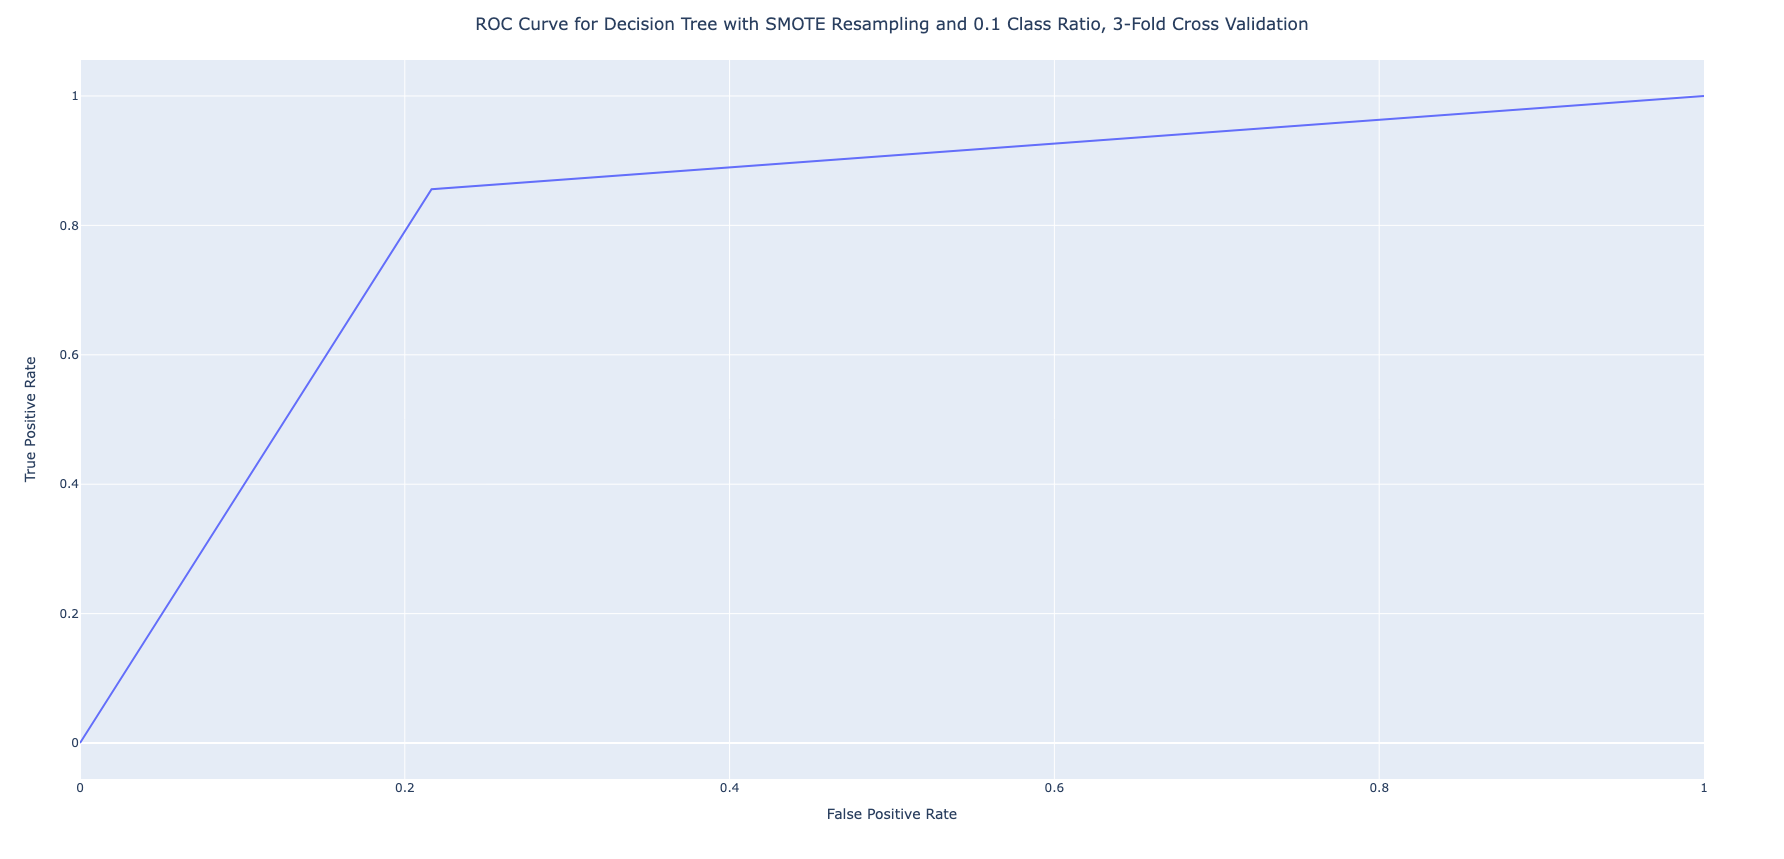 ROC Curve for Decision Tree with SMOTE Resampling and 0.1 Class Ratio, 3-Fold Cross Validation
True Positive Rate
1
0.8
0.6
0.4
0.2
0
0 0.2 0.4 0.6 0.8 1
False Positive Rate